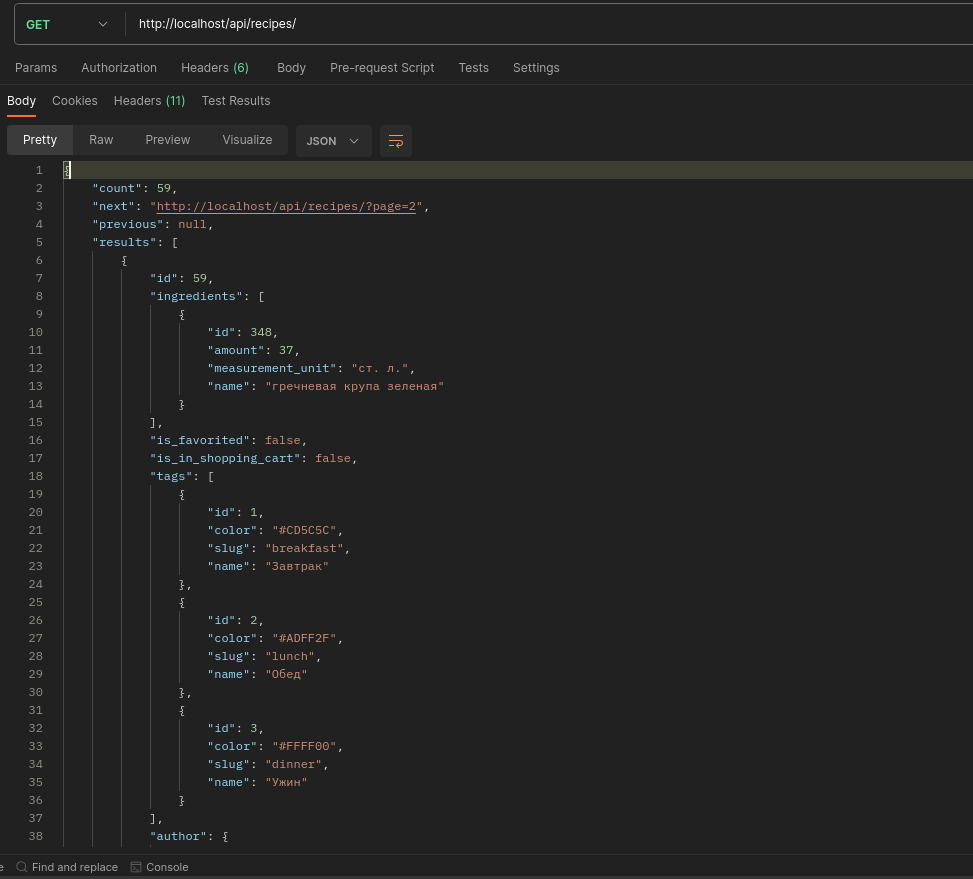 GET http://localhost/api/recipes/
Params Authorization Headers (6) Body Pre-request Script Tests Settings
Body Cookies Headers (11) Test Results
Pretty Raw Preview Visualize JSON
1 {
2 "count": 59,
3 "next": "http://localhost/api/recipes/?page=2",
4 "previous": null,
5 "results": [
6 {
7 "id": 59,
8 "ingredients": [
9 {
10 "id": 348,
11 "amount": 37,
12 "measurement_unit": "ст. л.",
13 "name": "гречневая крупа зеленая"
14 }
15 ],
16 "is_favorited": false,
17 "is_in_shopping_cart": false,
18 "tags": [
19 {
20 "id": 1,
21 "color": "#CD5C5C",
22 "slug": "breakfast",
23 "name": "Завтрак"
24 },
25 {
26 "id": 2,
27 "color": "#ADFF2F",
28 "slug": "lunch",
29 "name": "Обед"
30 },
31 {
32 "id": 3,
33 "color": "#FFFF00",
34 "slug": "dinner",
35 "name": "Ужин"
36 }
37 ],
38 "author": {
Find and replace Console